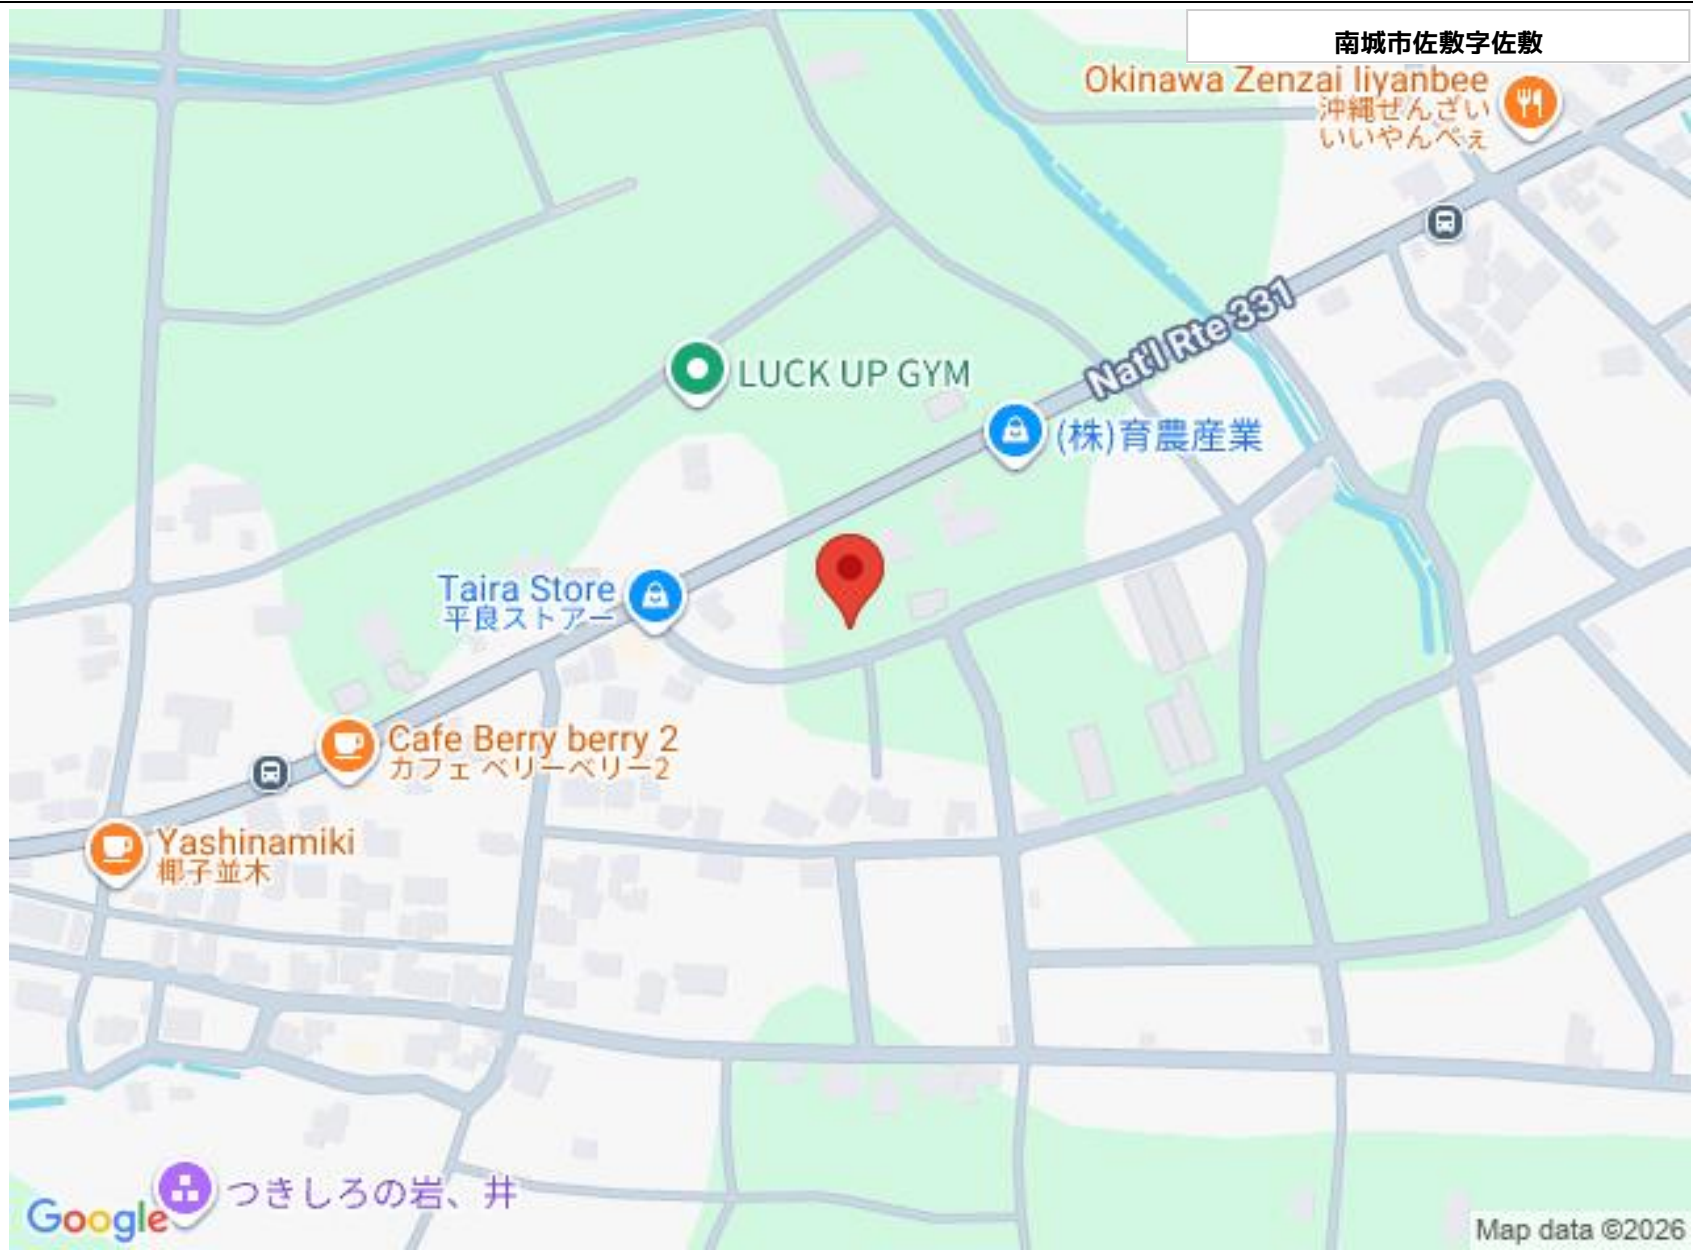 南城市佐敷字佐敷
Okinawa Zenzai Iiyanbee
沖縄ぜんざい
いいやんべぇ
Nat'l Rte 331
LUCK UP GYM
(株)育農産業
Taira Store
平良ストアー
Cafe Berry berry 2
カフェ ベリーベリー2
Yashinamiki
椰子並木
つきしろの岩、井
Google
Map data ©2026